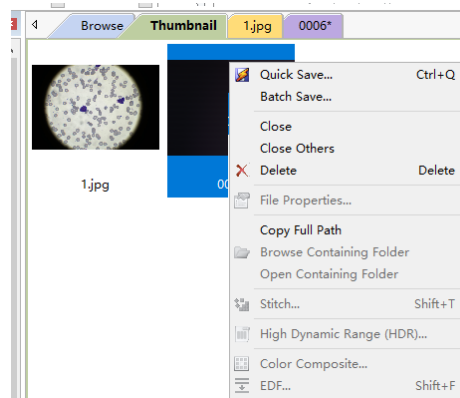 Browse Thumbnail 1.jpg 0006*
Quick Save... Ctrl+Q
Batch Save...
Close
Close Others
Delete Delete
File Properties...
Copy Full Path
Browse Containing Folder
Open Containing Folder
Stitch... Shift+T
High Dynamic Range (HDR)...
Color Composite...
EDF... Shift+F
1.jpg 00